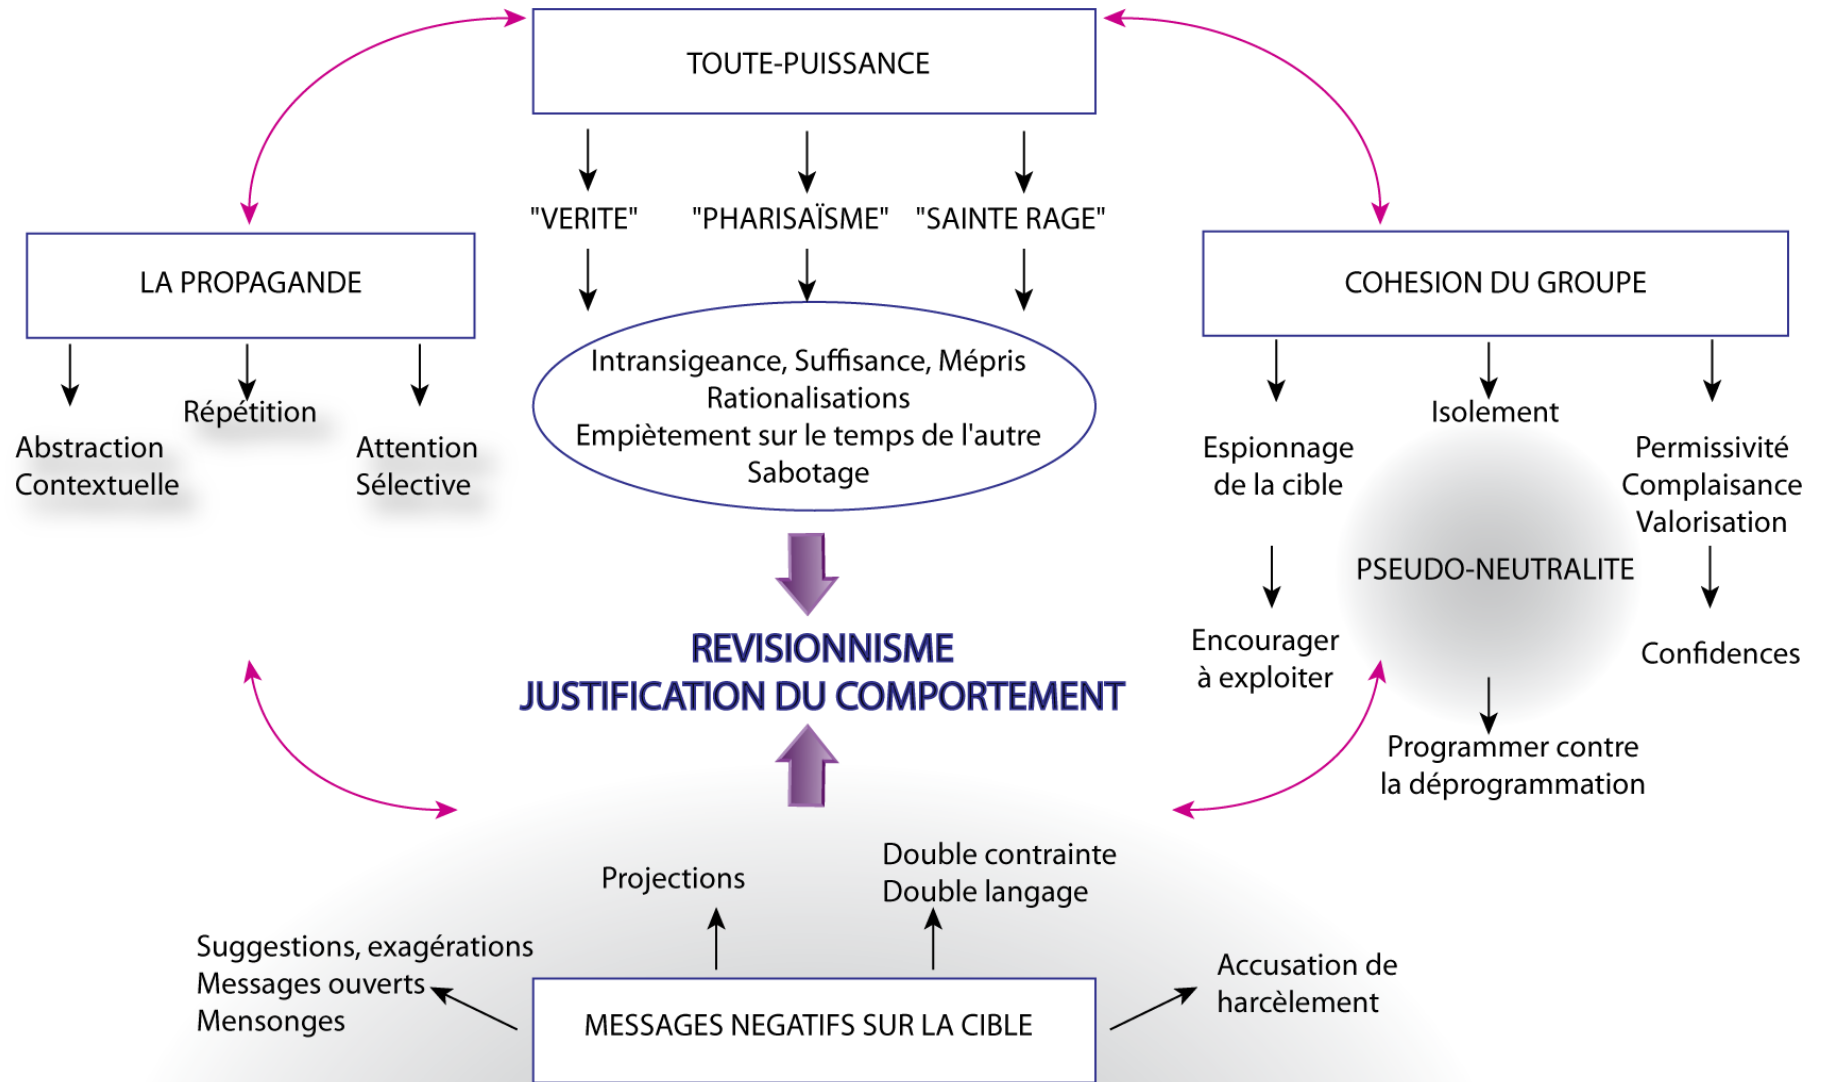 TOUTE-PUISSANCE
"VERITE"
"PHARISAÏSME"
"SAINTE RAGE"
Intransigeance, Suffisance, Mépris
Rationalisations
Empiètement sur le temps de l'autre
Sabotage
LA PROPAGANDE
Abstraction
Contextuelle
Répétition
Attention
Sélective
COHESION DU GROUPE
Espionnage
de la cible
Encourager
à exploiter
Isolement
PSEUDO-NEUTRALITE
Programmer contre
la déprogrammation
Permissivité
Complaisance
Valorisation
Confidences
REVISIONNISME
JUSTIFICATION DU COMPORTEMENT
Suggestions, exagérations
Messages ouverts
Mensonges
Projections
Double contrainte
Double langage
Accusation de
harcèlement
MESSAGES NEGATIFS SUR LA CIBLE